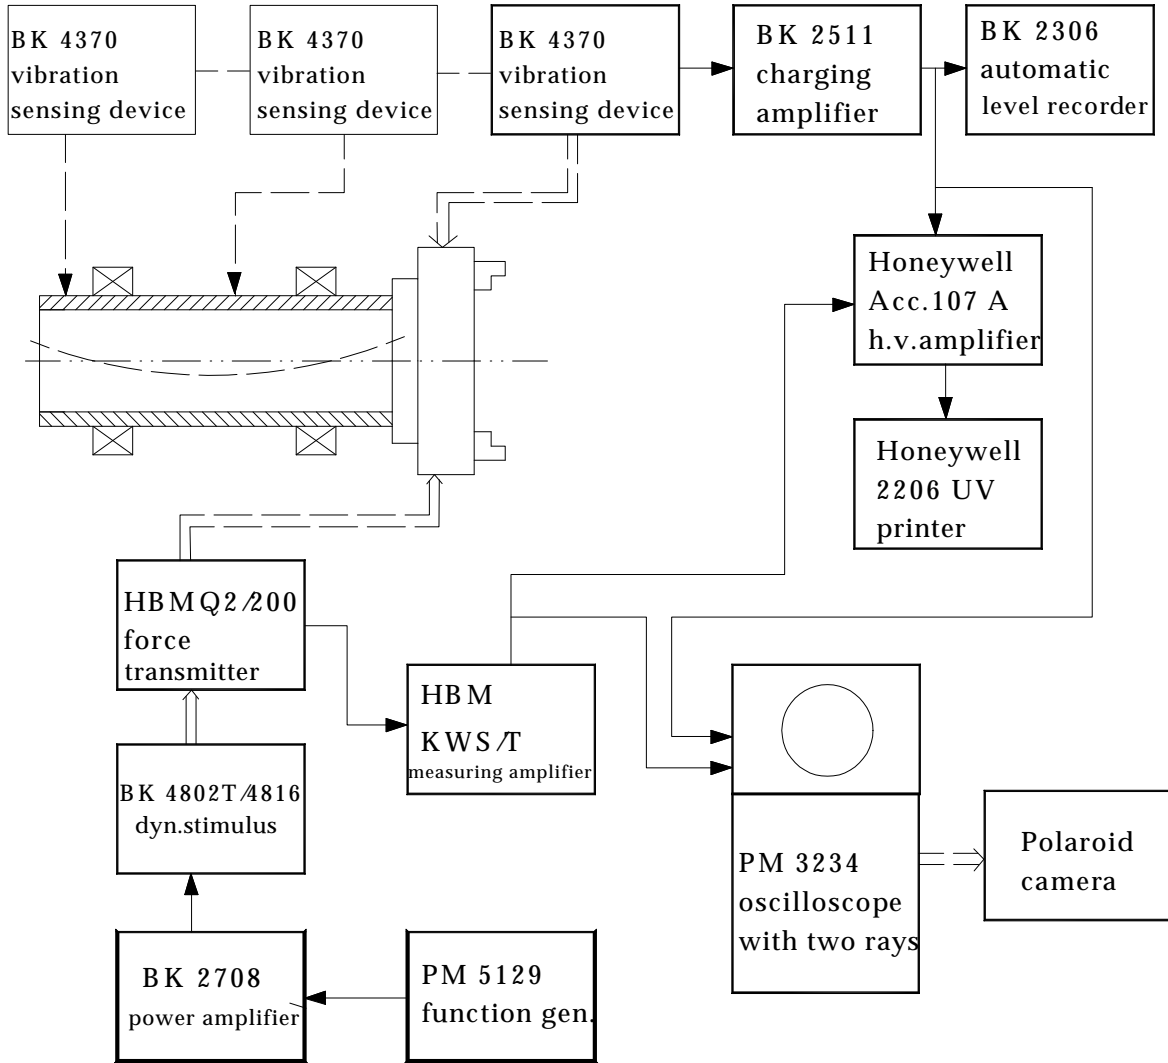 BK 4370
vibration
sensing device
BK 4370
vibration
sensing device
BK 4370
vibration
sensing device
BK 2511
charging
amplifier
BK 2306
automatic
level recorder
Honeywell
Acc.107 A
h.v.amplifier
Honeywell
2206 UV
printer
HBMQ2/200
force
transmitter
HBM
KWS/T
measuring amplifier
BK 4802T/4816
dyn.stimulus
PM 3234
oscilloscope
with two rays
Polaroid
camera
BK 2708
power amplifier
PM 5129
function gen.